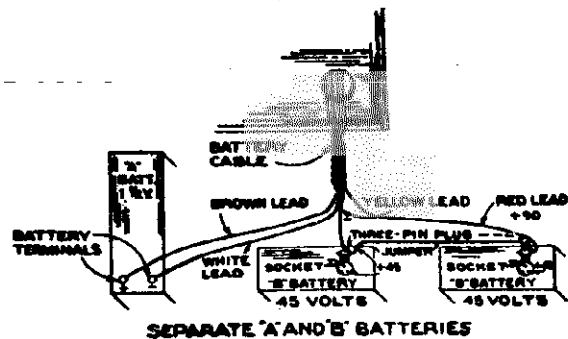 BATTERY
CABLE
"A"
BATT.
1½V.
BROWN LEAD
YELLOW LEAD
RED LEAD
+90
BATTERY
TERMINALS
WHITE
LEAD
THREE-PIN PLUG
JUMPER
SOCKET
+45
SOCKET
"B" BATTERY
"B" BATTERY
45 VOLTS
45 VOLTS
SEPARATE "A" AND "B" BATTERIES